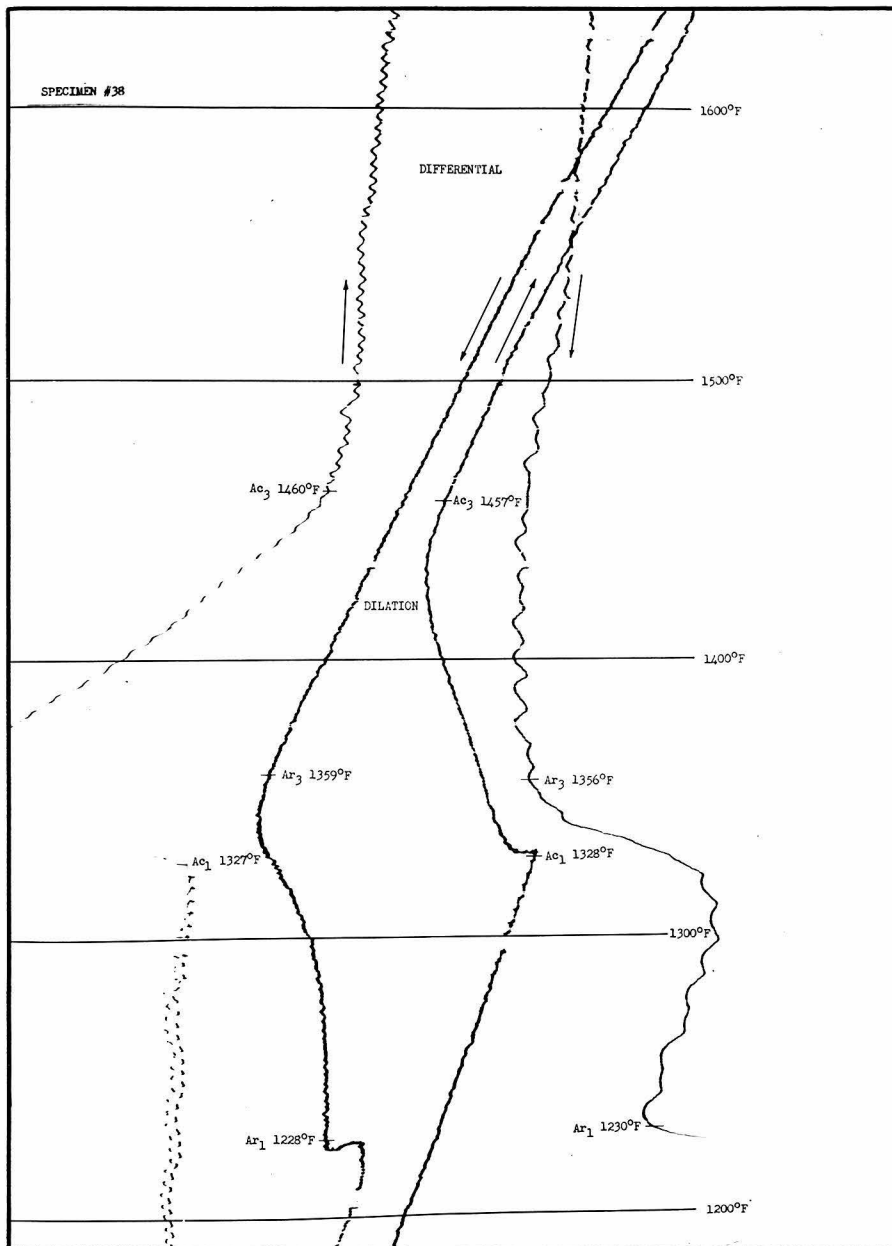 SPECIMEN #38
1600°F
DIFFERENTIAL
1500°F
Ac₃ 1460°F
Ac₃ 1457°F
DILATION
1400°F
Ar₃ 1359°F
Ar₃ 1356°F
Ac₁ 1327°F
Ac₁ 1328°F
1300°F
Ar₁ 1228°F
Ar₁ 1230°F
1200°F